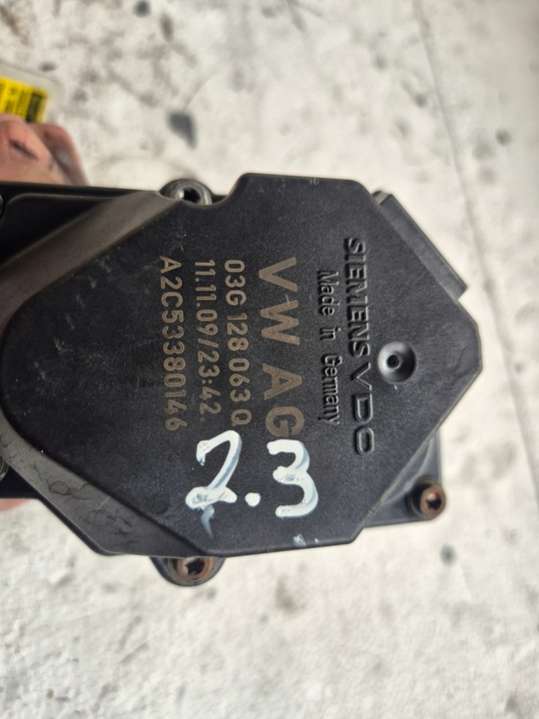 SIEMENS VDO
Made in Germany
VW AG
03G 128 063 Q
11.11.09/23:42
A2C53380146
2.3